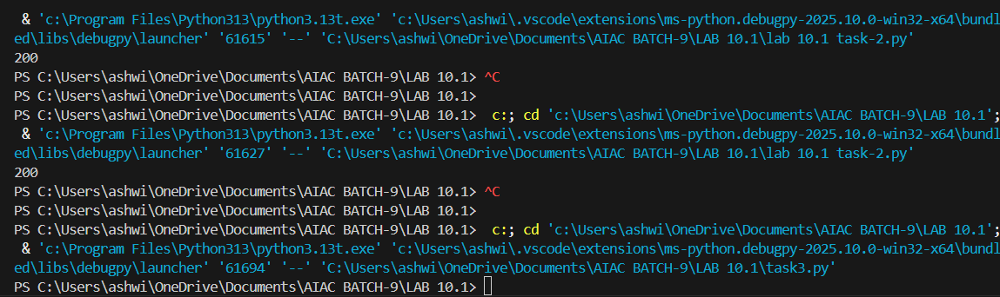 & 'c:\Program Files\Python313\python3.13t.exe' 'c:\Users\ashwi\.vscode\extensions\ms-python.debugpy-2025.10.0-win32-x64\bundl
ed\libs\debugpy\launcher' '61615' '--' 'C:\Users\ashwi\OneDrive\Documents\AIAC BATCH-9\LAB 10.1\lab 10.1 task-2.py'
200
PS C:\Users\ashwi\OneDrive\Documents\AIAC BATCH-9\LAB 10.1> ^C
PS C:\Users\ashwi\OneDrive\Documents\AIAC BATCH-9\LAB 10.1>
PS C:\Users\ashwi\OneDrive\Documents\AIAC BATCH-9\LAB 10.1>  c:; cd 'c:\Users\ashwi\OneDrive\Documents\AIAC BATCH-9\LAB 10.1';
& 'c:\Program Files\Python313\python3.13t.exe' 'c:\Users\ashwi\.vscode\extensions\ms-python.debugpy-2025.10.0-win32-x64\bundl
ed\libs\debugpy\launcher' '61627' '--' 'C:\Users\ashwi\OneDrive\Documents\AIAC BATCH-9\LAB 10.1\lab 10.1 task-2.py'
200
PS C:\Users\ashwi\OneDrive\Documents\AIAC BATCH-9\LAB 10.1> ^C
PS C:\Users\ashwi\OneDrive\Documents\AIAC BATCH-9\LAB 10.1>
PS C:\Users\ashwi\OneDrive\Documents\AIAC BATCH-9\LAB 10.1>  c:; cd 'c:\Users\ashwi\OneDrive\Documents\AIAC BATCH-9\LAB 10.1';
& 'c:\Program Files\Python313\python3.13t.exe' 'c:\Users\ashwi\.vscode\extensions\ms-python.debugpy-2025.10.0-win32-x64\bundl
ed\libs\debugpy\launcher' '61694' '--' 'C:\Users\ashwi\OneDrive\Documents\AIAC BATCH-9\LAB 10.1\task3.py'
PS C:\Users\ashwi\OneDrive\Documents\AIAC BATCH-9\LAB 10.1>